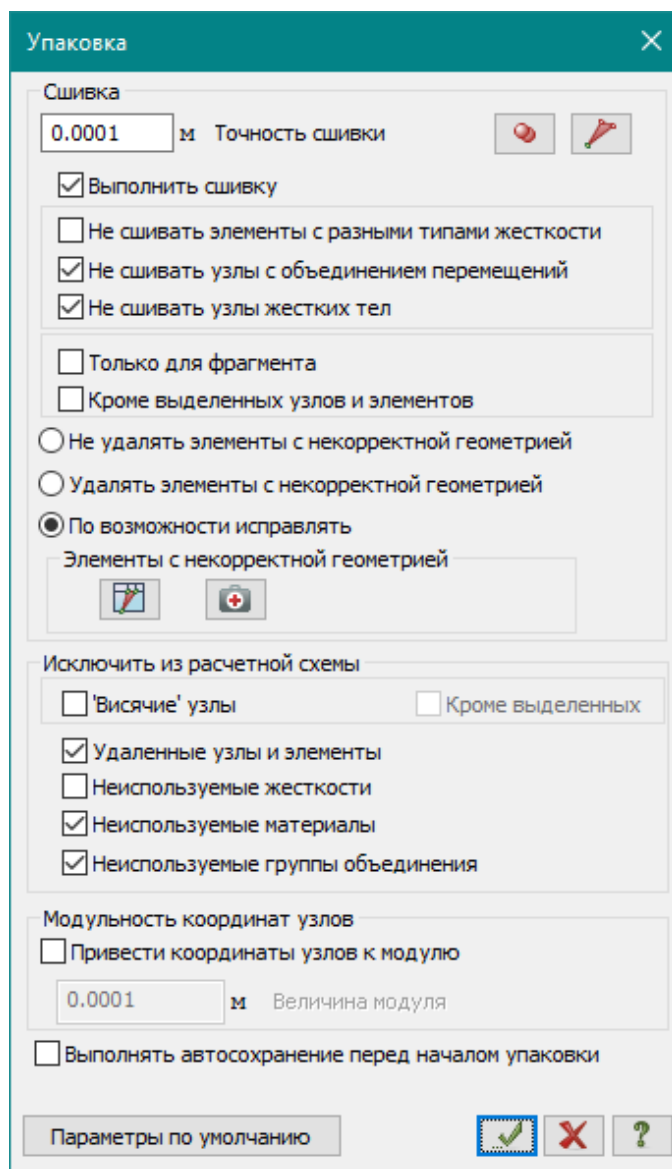 Упаковка
Сшивка
0.0001 м Точность сшивки
Выполнить сшивку
Не сшивать элементы с разными типами жесткости
Не сшивать узлы с объединением перемещений
Не сшивать узлы жестких тел
Только для фрагмента
Кроме выделенных узлов и элементов
Не удалять элементы с некорректной геометрией
Удалять элементы с некорректной геометрией
По возможности исправлять
Элементы с некорректной геометрией
Исключить из расчетной схемы
'Висячие' узлы Кроме выделенных
Удаленные узлы и элементы
Неиспользуемые жесткости
Неиспользуемые материалы
Неиспользуемые группы объединения
Модульность координат узлов
Привести координаты узлов к модулю
0.0001 м Величина модуля
Выполнять автосохранение перед началом упаковки
Параметры по умолчанию ?